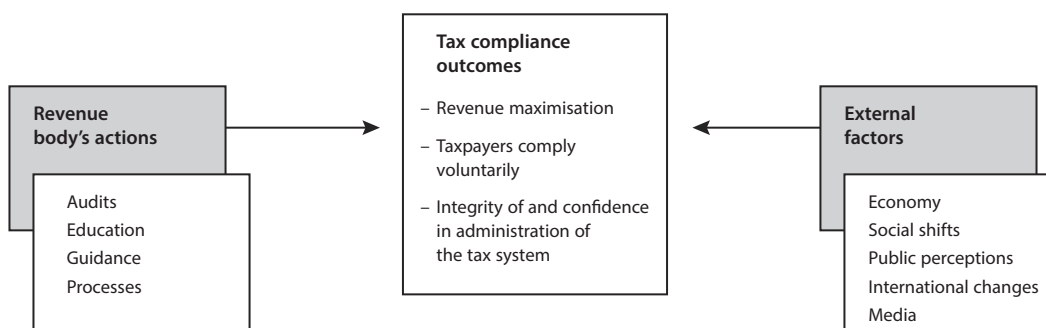 Revenue
body's actions
Audits
Education
Guidance
Processes
Tax compliance
outcomes
– Revenue maximisation
– Taxpayers comply
voluntarily
– Integrity of and confidence
in administration of
the tax system
External
factors
Economy
Social shifts
Public perceptions
International changes
Media